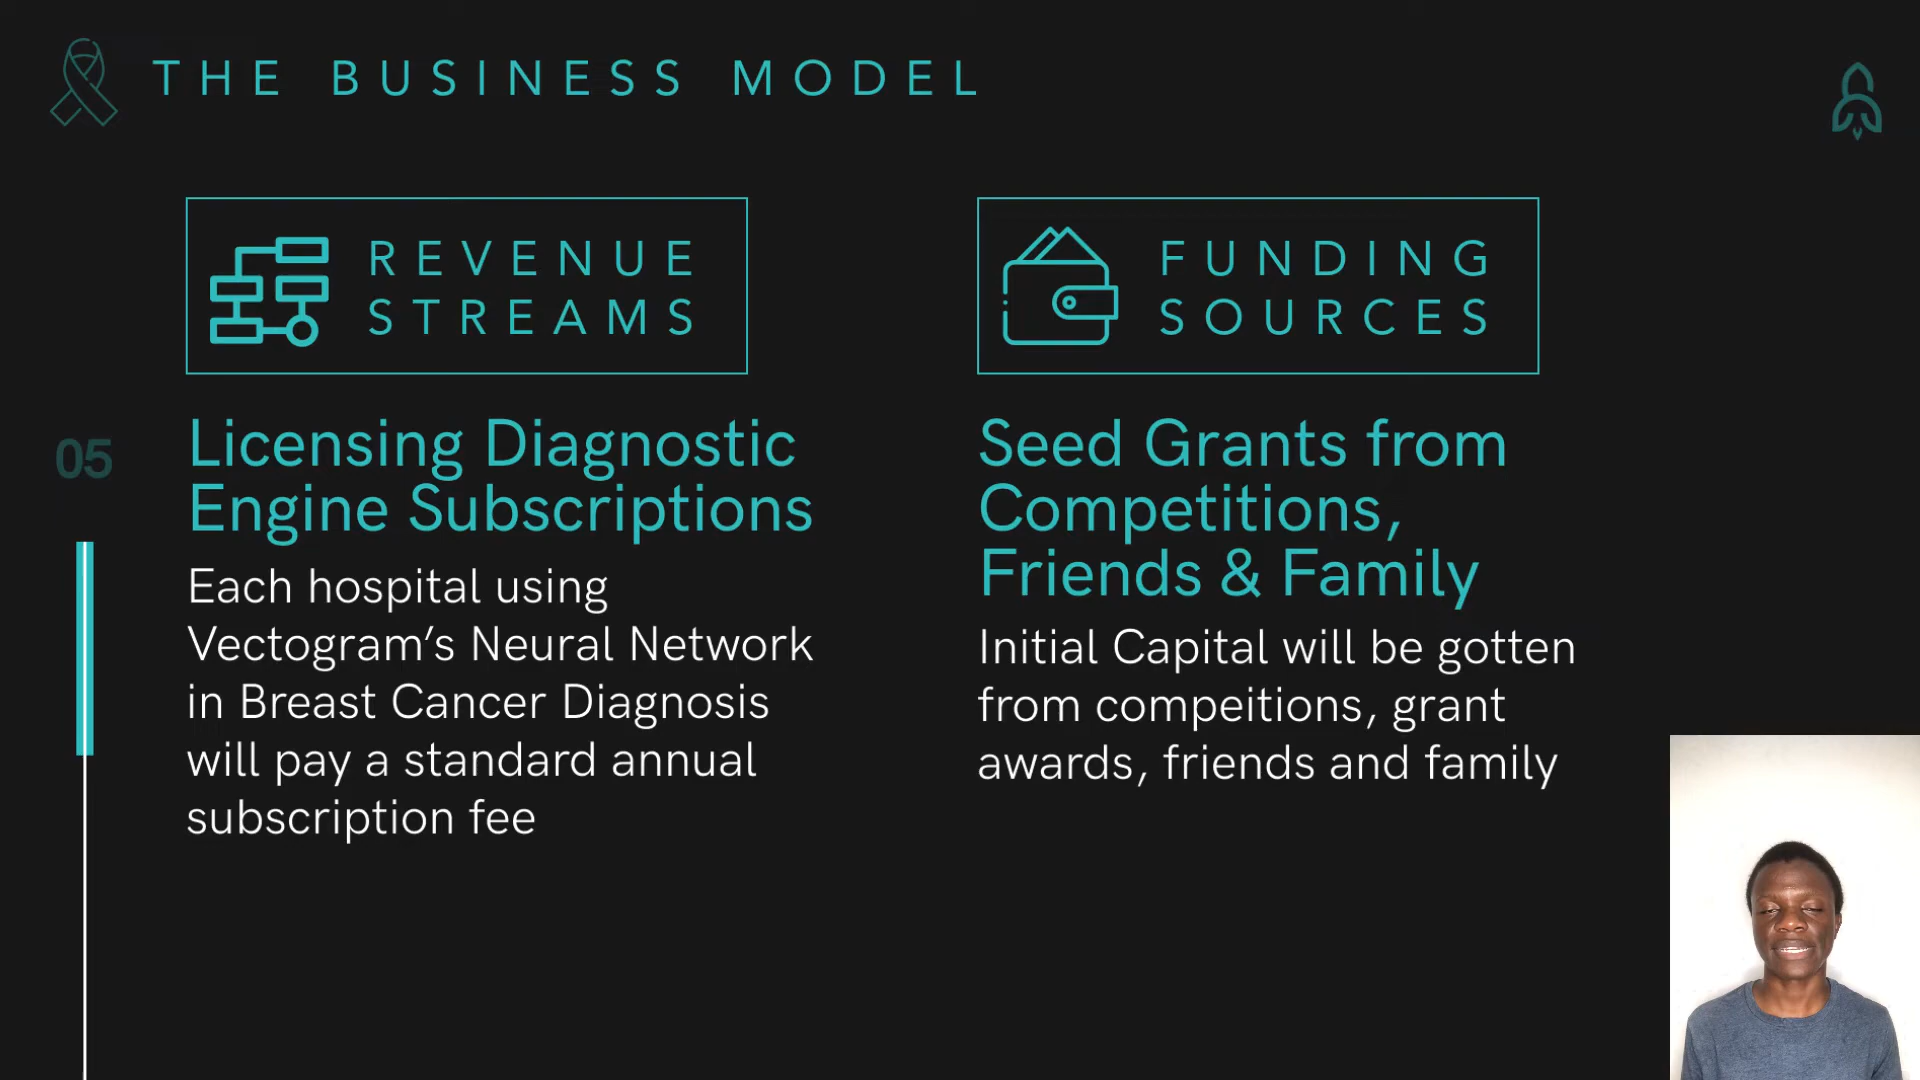 THE BUSINESS MODEL
REVENUE
STREAMS
Licensing Diagnostic
Engine Subscriptions
Each hospital using
Vectogram’s Neural Network
in Breast Cancer Diagnosis
will pay a standard annual
subscription fee
FUNDING
SOURCES
Seed Grants from
Competitions,
Friends & Family
Initial Capital will be gotten
from compeitions, grant
awards, friends and family
05